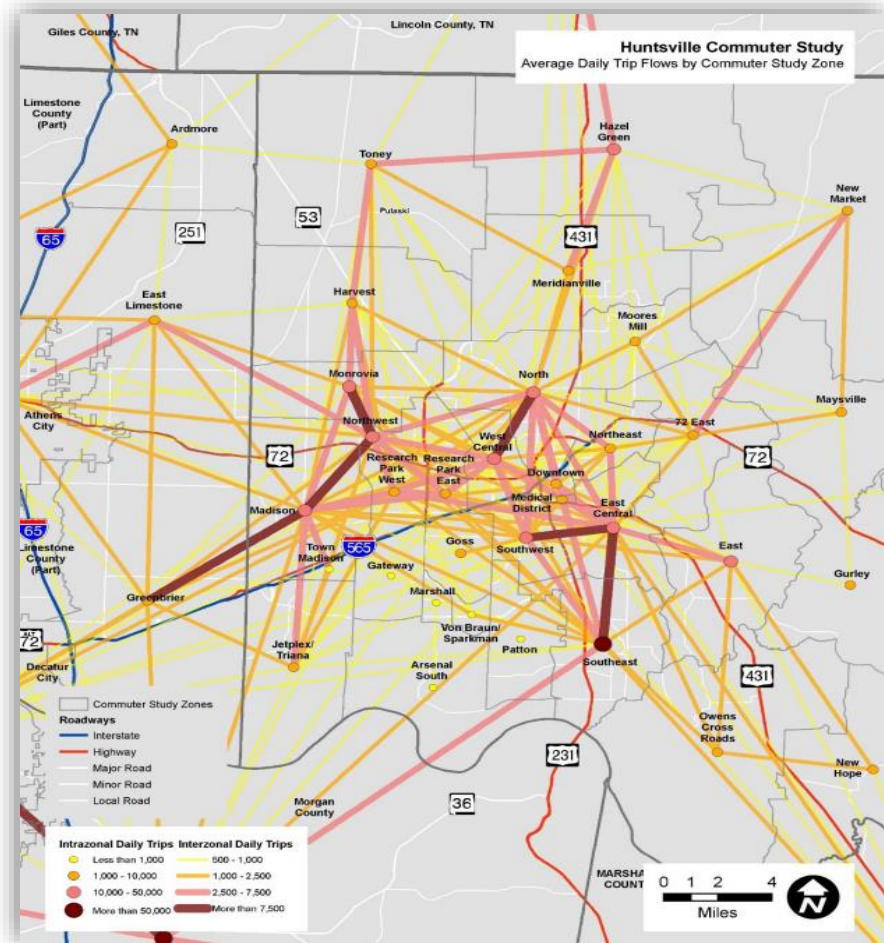 Giles County, TN
Lincoln County, TN
Huntsville Commuter Study
Average Daily Trip Flows by Commuter Study Zone
Limestone
County
(Part)
Ardmore
Toney
Hazel
Green
New
Market
Pulaski
53
251
431
65
Meridianville
East
Limestone
Harvest
Moores
Mill
Monrovia
North
Maysville
Athens
City
Northwest
72 East
72
West
Central
Northeast
72
Research
Park
West
Research
Park
East
Downtown
Medical
District
East
Central
Madison
65
Limestone
County
(Part)
Town
Madison
565
Goss
Southwest
East
Gateway
Gurley
Greenbrier
Marshall
Von Braun/
Sparkman
Patton
ALT
72
Jetplex/
Triana
Southeast
Decatur
City
Arsenal
South
431
Owens
Cross
Roads
New
Hope
231
36
Morgan
County
Commuter Study Zones
Roadways
Interstate
Highway
Major Road
Minor Road
Local Road
Intrazonal Daily Trips Interzonal Daily Trips
Less than 1,000 500 - 1,000
1,000 - 10,000 1,000 - 2,500
10,000 - 50,000 2,500 - 7,500
More than 50,000 More than 7,500
MARSHA
COUNT
0 1 2 4
Miles
N